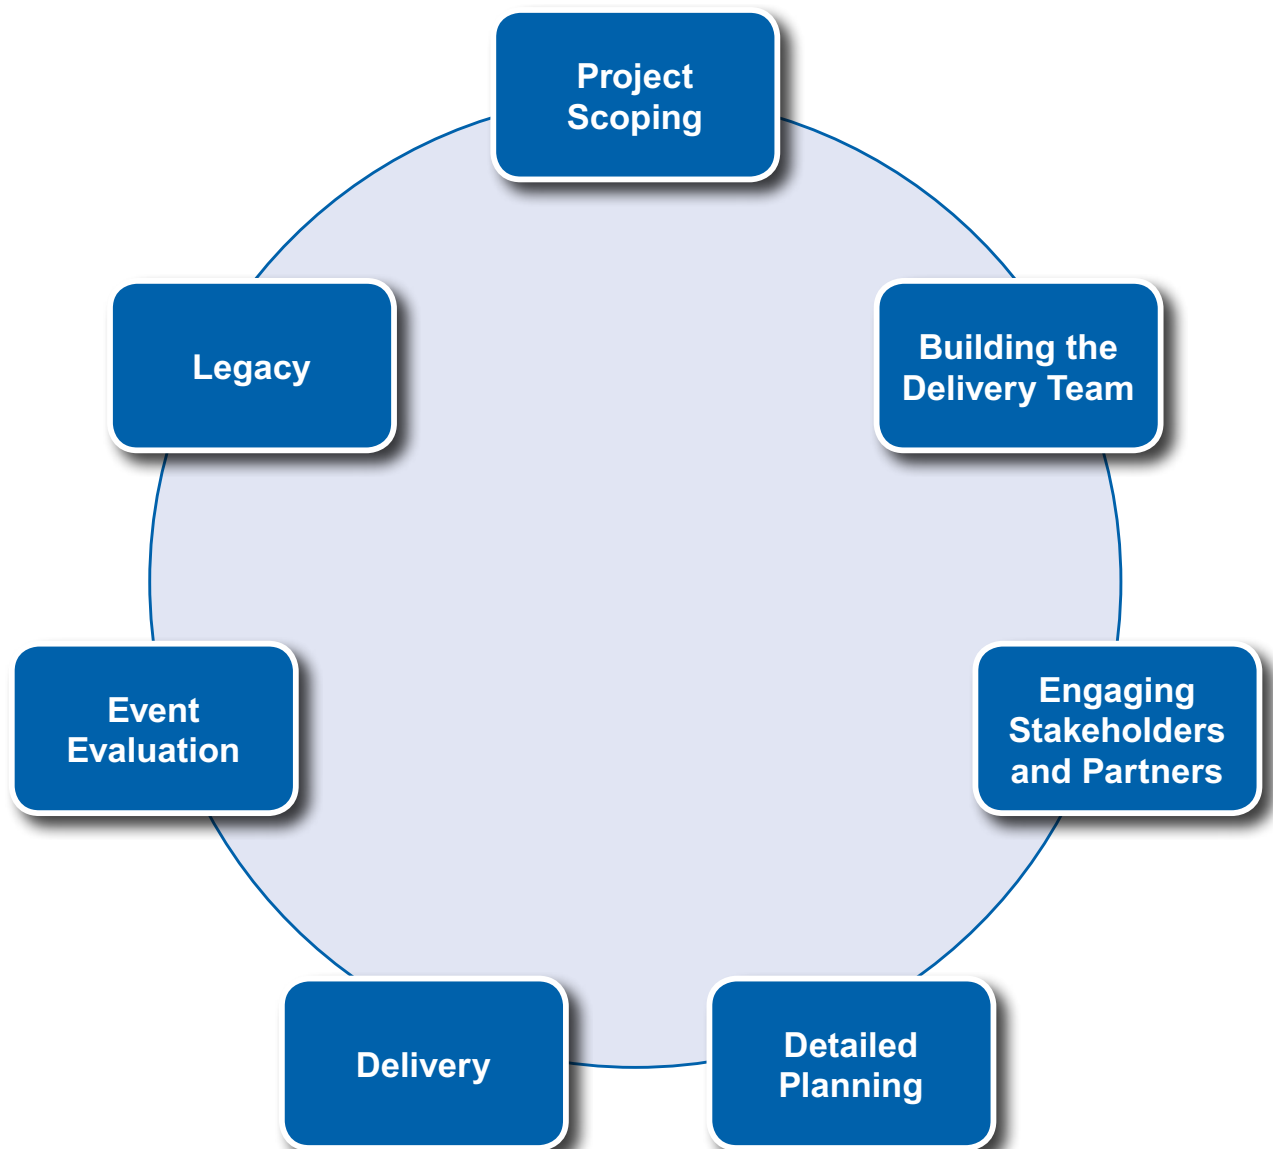 Project
Scoping
Building the
Delivery Team
Engaging
Stakeholders
and Partners
Detailed
Planning
Delivery
Event
Evaluation
Legacy